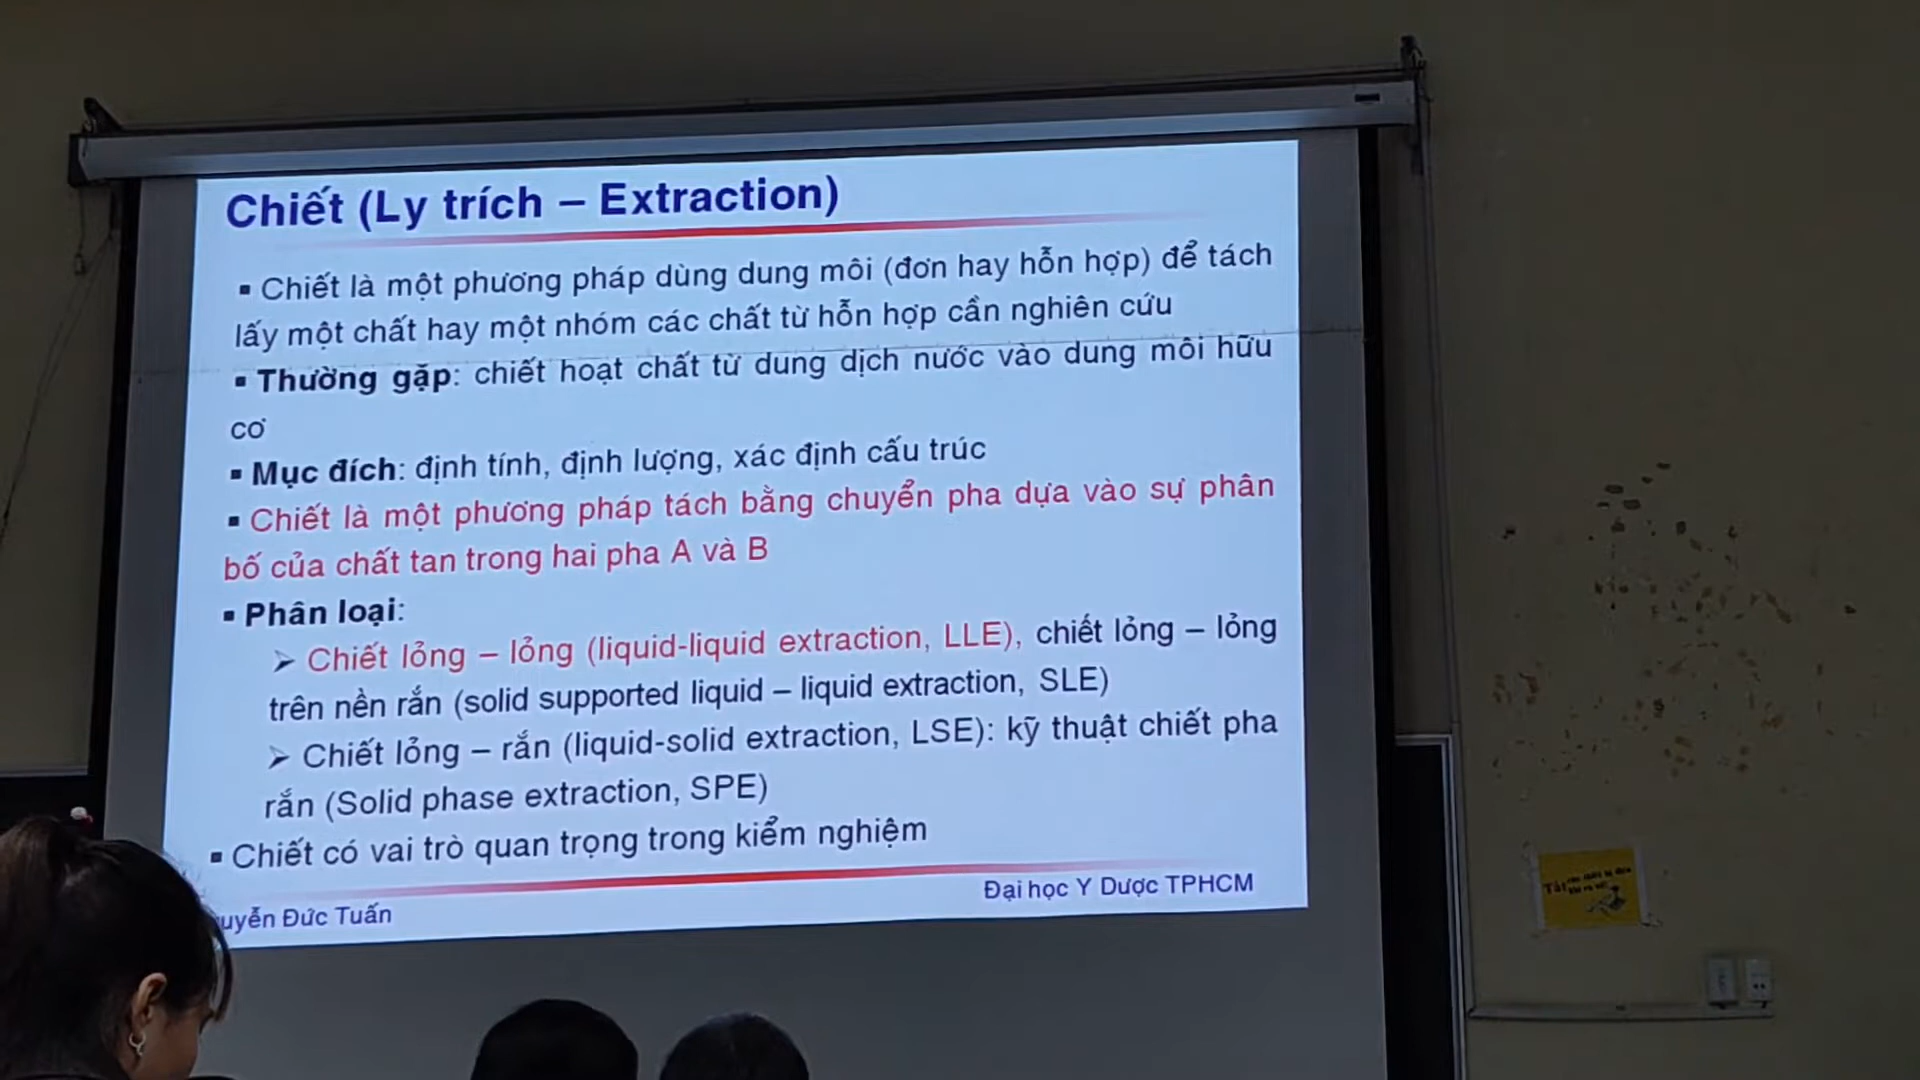 Chiết (Ly trích – Extraction)
▪ Chiết là một phương pháp dùng dung môi (đơn hay hỗn hợp) để tách
lấy một chất hay một nhóm các chất từ hỗn hợp cần nghiên cứu
▪ Thường gặp: chiết hoạt chất từ dung dịch nước vào dung môi hữu
cơ
▪ Mục đích: định tính, định lượng, xác định cấu trúc
▪ Chiết là một phương pháp tách bằng chuyển pha dựa vào sự phân
bố của chất tan trong hai pha A và B
▪ Phân loại:
➢ Chiết lỏng – lỏng (liquid-liquid extraction, LLE), chiết lỏng – lỏng
trên nền rắn (solid supported liquid – liquid extraction, SLE)
➢ Chiết lỏng – rắn (liquid-solid extraction, LSE): kỹ thuật chiết pha
rắn (Solid phase extraction, SPE)
▪ Chiết có vai trò quan trọng trong kiểm nghiệm
uyễn Đức Tuấn
Đại học Y Dược TPHCM
Tắt